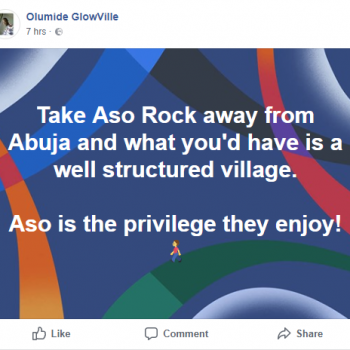 Olumide GlowVille
7 hrs ·
Take Aso Rock away from
Abuja and what you'd have is a
well structured village.
Aso is the privilege they enjoy!
Like Comment Share